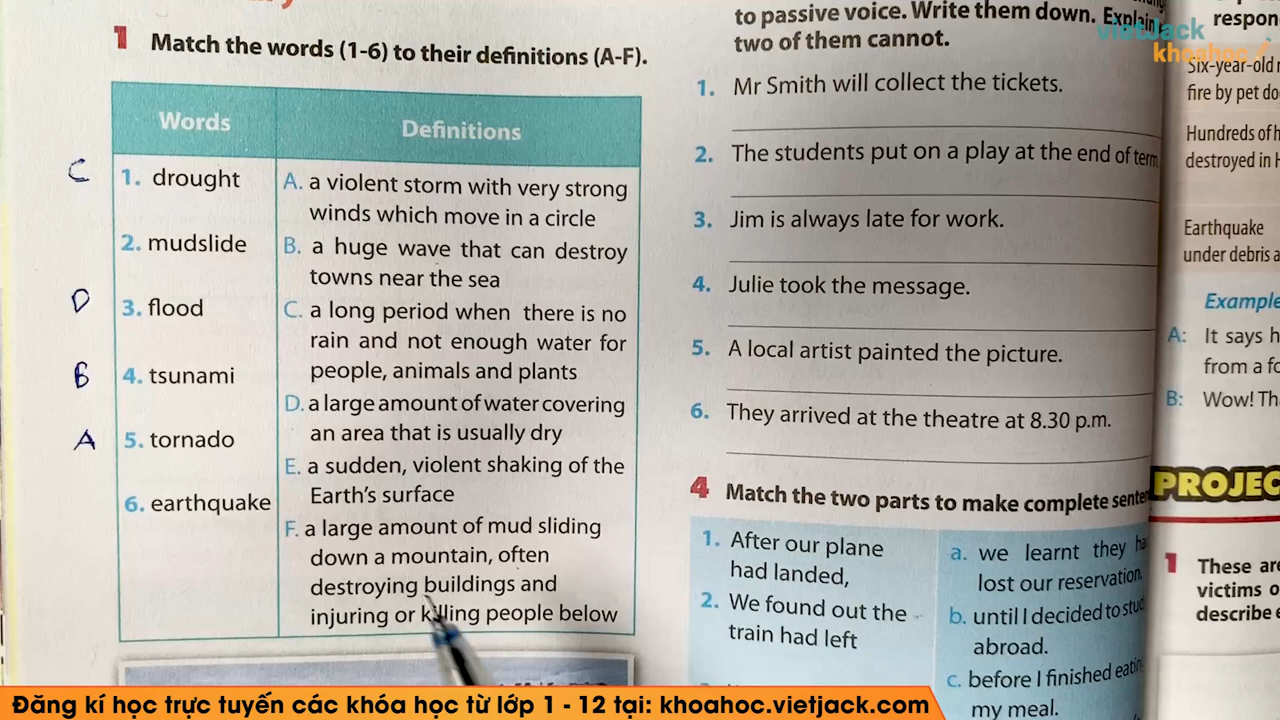 1 Match the words (1-6) to their definitions (A-F).
Words
Definitions
C
1. drought
2. mudslide
D
3. flood
B
4. tsunami
A
5. tornado
6. earthquake
A. a violent storm with very strong
winds which move in a circle
B. a huge wave that can destroy
towns near the sea
C. a long period when there is no
rain and not enough water for
people, animals and plants
D. a large amount of water covering
an area that is usually dry
E. a sudden, violent shaking of the
Earth's surface
F. a large amount of mud sliding
down a mountain, often
destroying buildings and
injuring or killing people below
to passive voice. Write them down. Explain
two of them cannot.
1. Mr Smith will collect the tickets.
2. The students put on a play at the end of term.
3. Jim is always late for work.
4. Julie took the message.
5. A local artist painted the picture.
6. They arrived at the theatre at 8.30 p.m.
4 Match the two parts to make complete
1. After our plane
had landed,
2. We found out the
train had left
a. we learnt they
lost our reservation.
b. until I decided to
abroad.
c. before I finished
my meal.
vietJack
khoahoc
respon
Six-year-old
fire by pet
Hundreds of
destroyed in
Earthquake
under debris a
Example
A: It says h
from a
B: Wow!
PROJEC
1 These are
victims o
describe
Đăng kí học trực tuyến các khóa học từ lớp 1 - 12 tại: khoahoc.vietjack.com